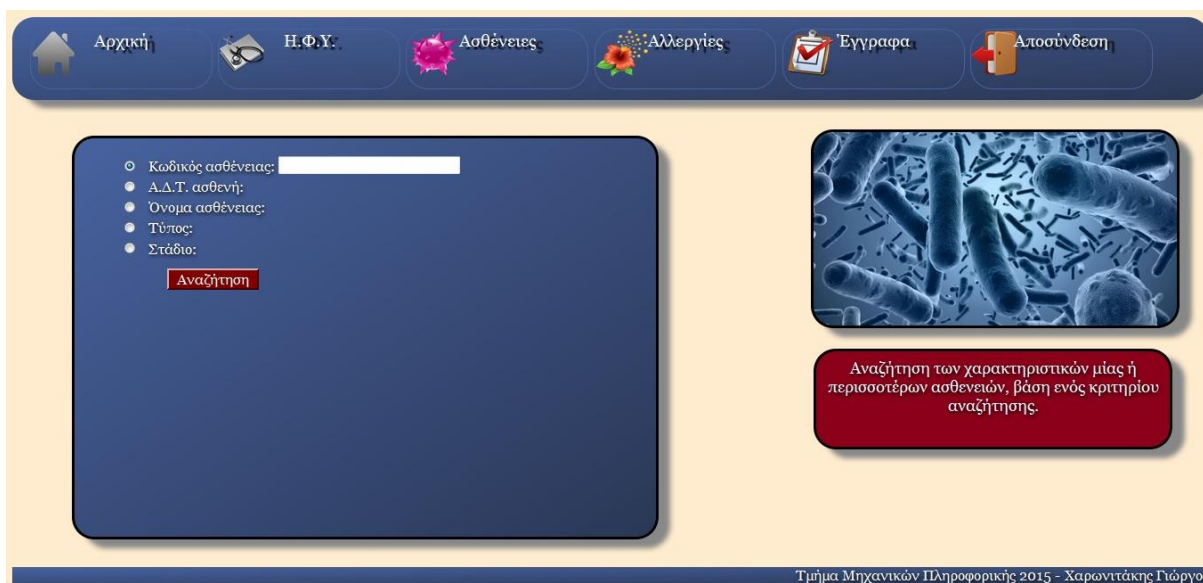 Αρχική
Η.Φ.Υ.
Ασθένειες
Αλλεργίες
Έγγραφα
Αποσύνδεση
Κωδικός ασθένειας:
Α.Δ.Τ. ασθενή:
Όνομα ασθένειας:
Τύπος:
Στάδιο:
Αναζήτηση
Αναζήτηση των χαρακτηριστικών μίας ή
περισσοτέρων ασθενειών, βάση ενός κριτηρίου
αναζήτησης.
Τμήμα Μηχανικών Πληροφορικής 2015 - Χαρωνιτάκης Γιώργο